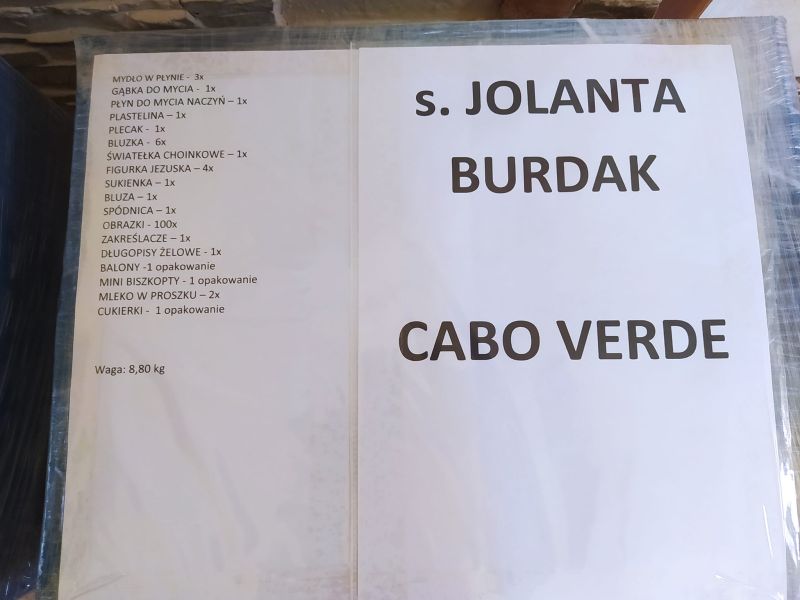 MYDŁO W PŁYNIE - 3x
GĄBKA DO MYCIA - 1x
PŁYN DO MYCIA NACZYŃ – 1x
PLASTELINA – 1x
PLECAK - 1x
BLUZKA - 6x
ŚWIATEŁKA CHOINKOWE – 1x
FIGURKA JEZUSKA – 4x
SUKIENKA – 1x
BLUZA – 1x
SPÓDNICA – 1x
OBRAZKI - 100x
ZAKREŚLACZE – 1x
DŁUGOPISY ŻELOWE - 1x
BALONY -1 opakowanie
MINI BISZKOPTY - 1 opakowanie
MLEKO W PROSZKU – 2x
CUKIERKI - 1 opakowanie
Waga: 8,80 kg
s. JOLANTA
BURDAK
CABO VERDE